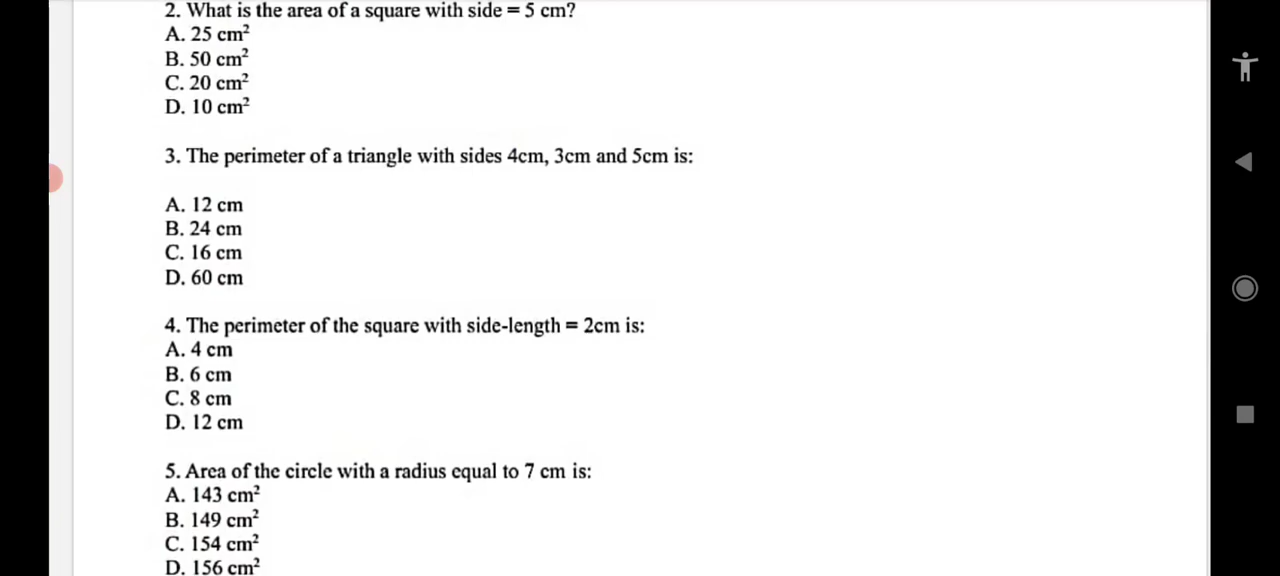 2. What is the area of a square with side = 5 cm?
A. 25 cm²
B. 50 cm²
C. 20 cm²
D. 10 cm²
3. The perimeter of a triangle with sides 4cm, 3cm and 5cm is:
A. 12 cm
B. 24 cm
C. 16 cm
D. 60 cm
4. The perimeter of the square with side-length = 2cm is:
A. 4 cm
B. 6 cm
C. 8 cm
D. 12 cm
5. Area of the circle with a radius equal to 7 cm is:
A. 143 cm²
B. 149 cm²
C. 154 cm²
D. 156 cm²